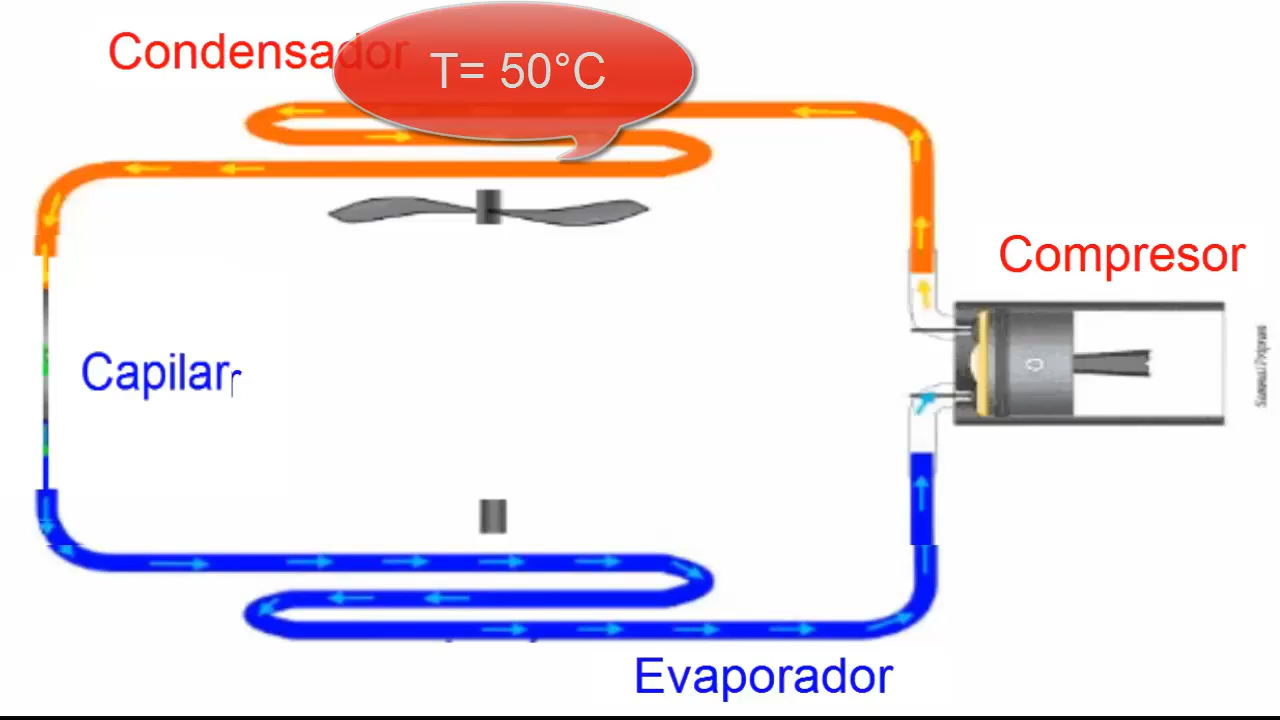 Condensador
T= 50°C
Compresor
Capilar
Evaporador